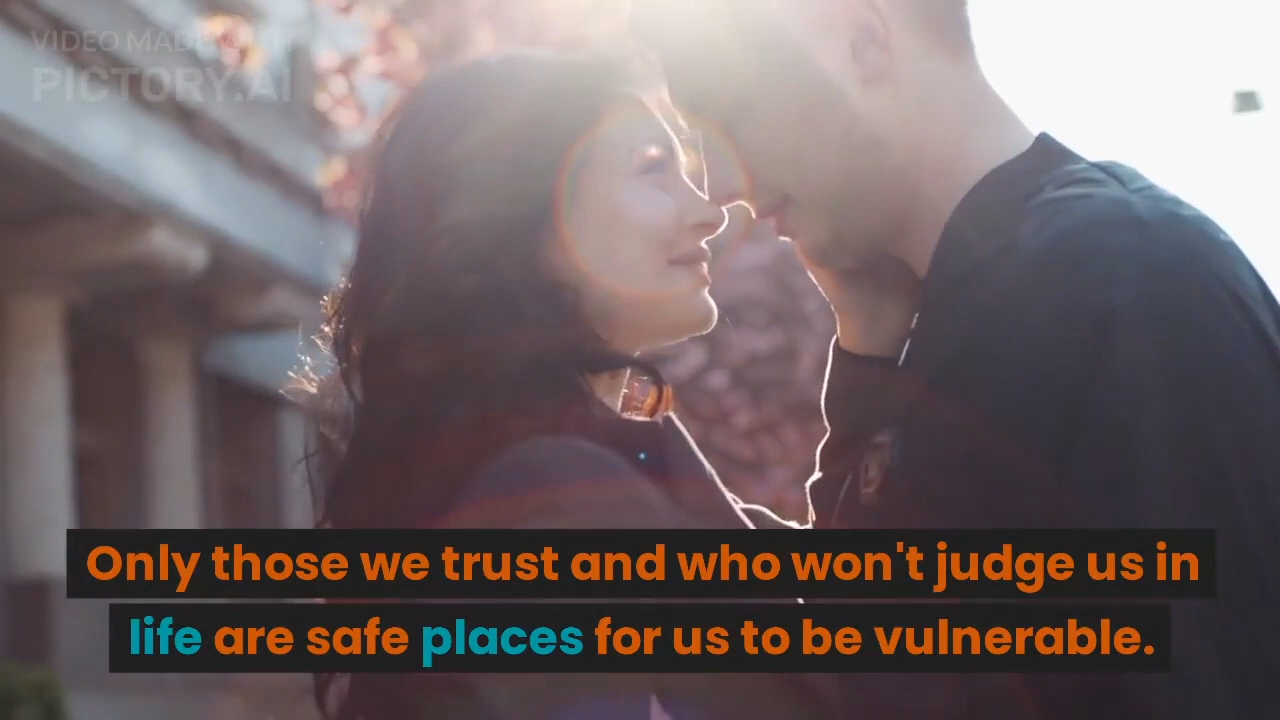 VIDEO MADE WITH
PICTORY.AI
Only those we trust and who won't judge us in
life are safe places for us to be vulnerable.